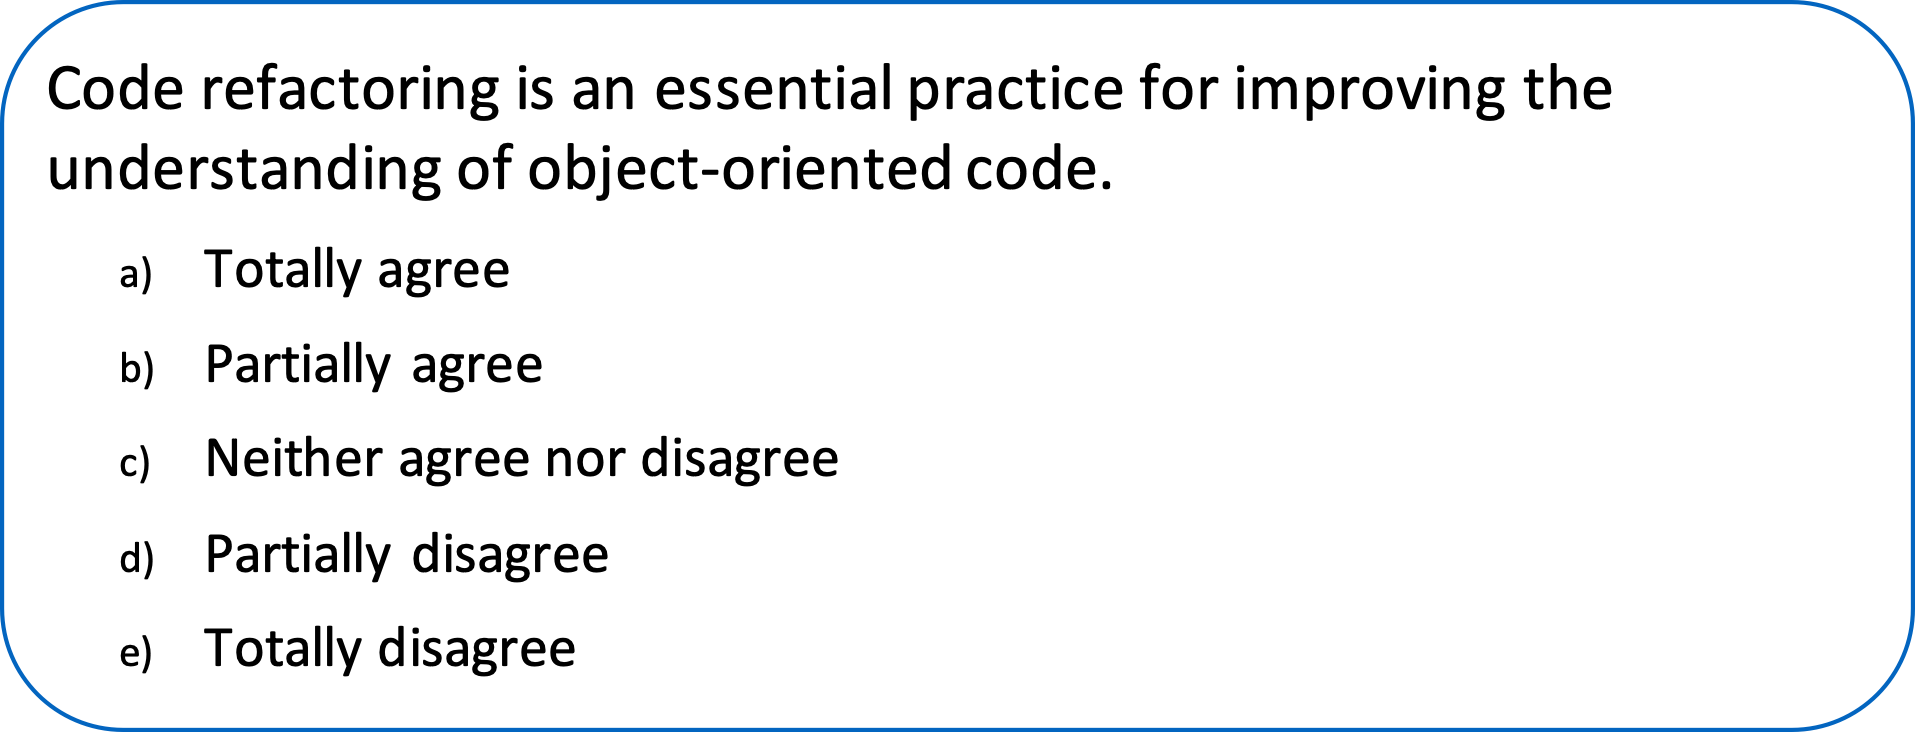 Code refactoring is an essential practice for improving the
understanding of object-oriented code.
a) Totally agree
b) Partially agree
c) Neither agree nor disagree
d) Partially disagree
e) Totally disagree